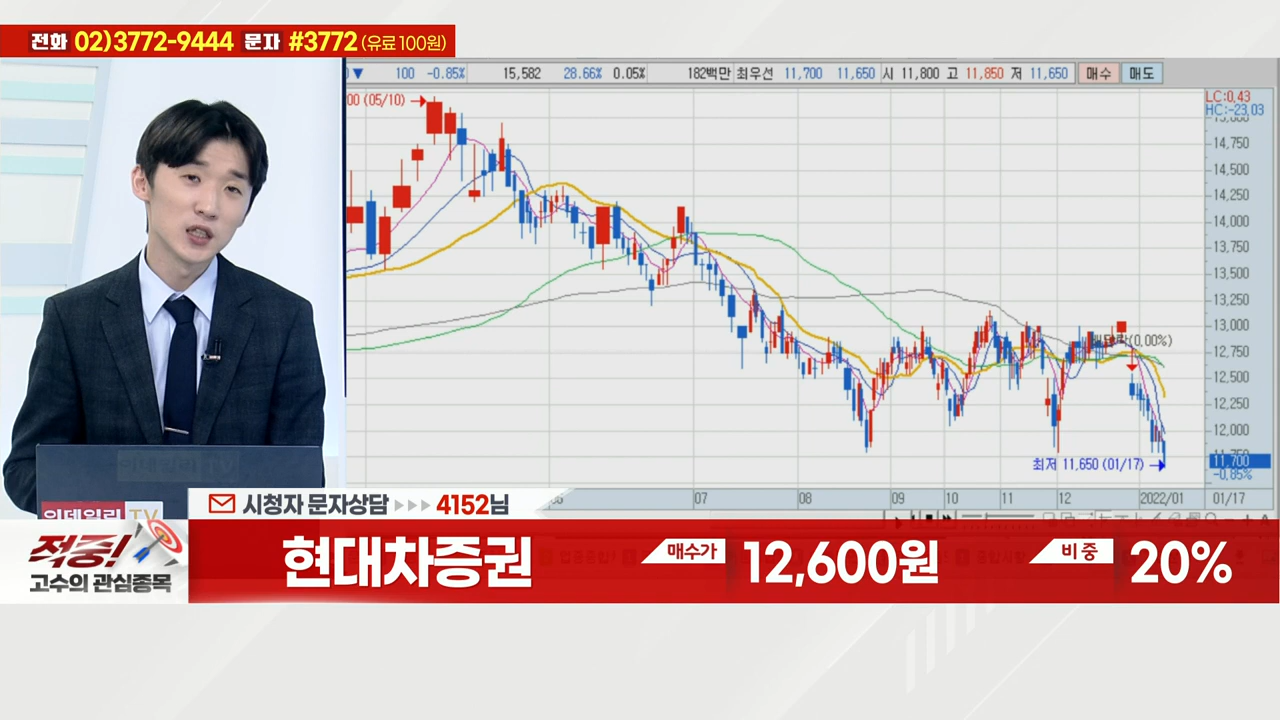 전화 02)3772-9444 문자 #3772 (유료 100원)
▼ 100 -0.85% 15,582 28.66% 0.05% 182백만 최우선 11,700 11,650 시 11,800 고 11,850 저 11,650 매수 매도
00 (05/10)
LC:0.43
HC:-23.03
14,750
14,500
14,250
14,000
13,750
13,500
13,250
13,000
(0.00%)
12,750
12,500
12,250
12,000
11,700
-0.85%
최저 11,650 (01/17)
07 08 09 10 11 12 2022/01 01/17
이데일리 TV
시청자 문자상담 4152님
적중!
고수의 관심종목
현대차증권 매수가 12,600원 비중 20%